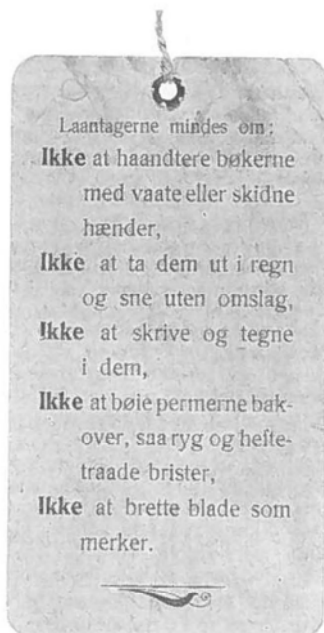 Laantagerne mindes om:
Ikke at haandtere bøkerne
med vaate eller skidne
hænder,
Ikke at ta dem ut i regn
og sne uten omslag,
Ikke at skrive og tegne
i dem,
Ikke at bøie permerne bak-
over, saa ryg og hefte-
traade brister,
Ikke at brette blade som
merker.